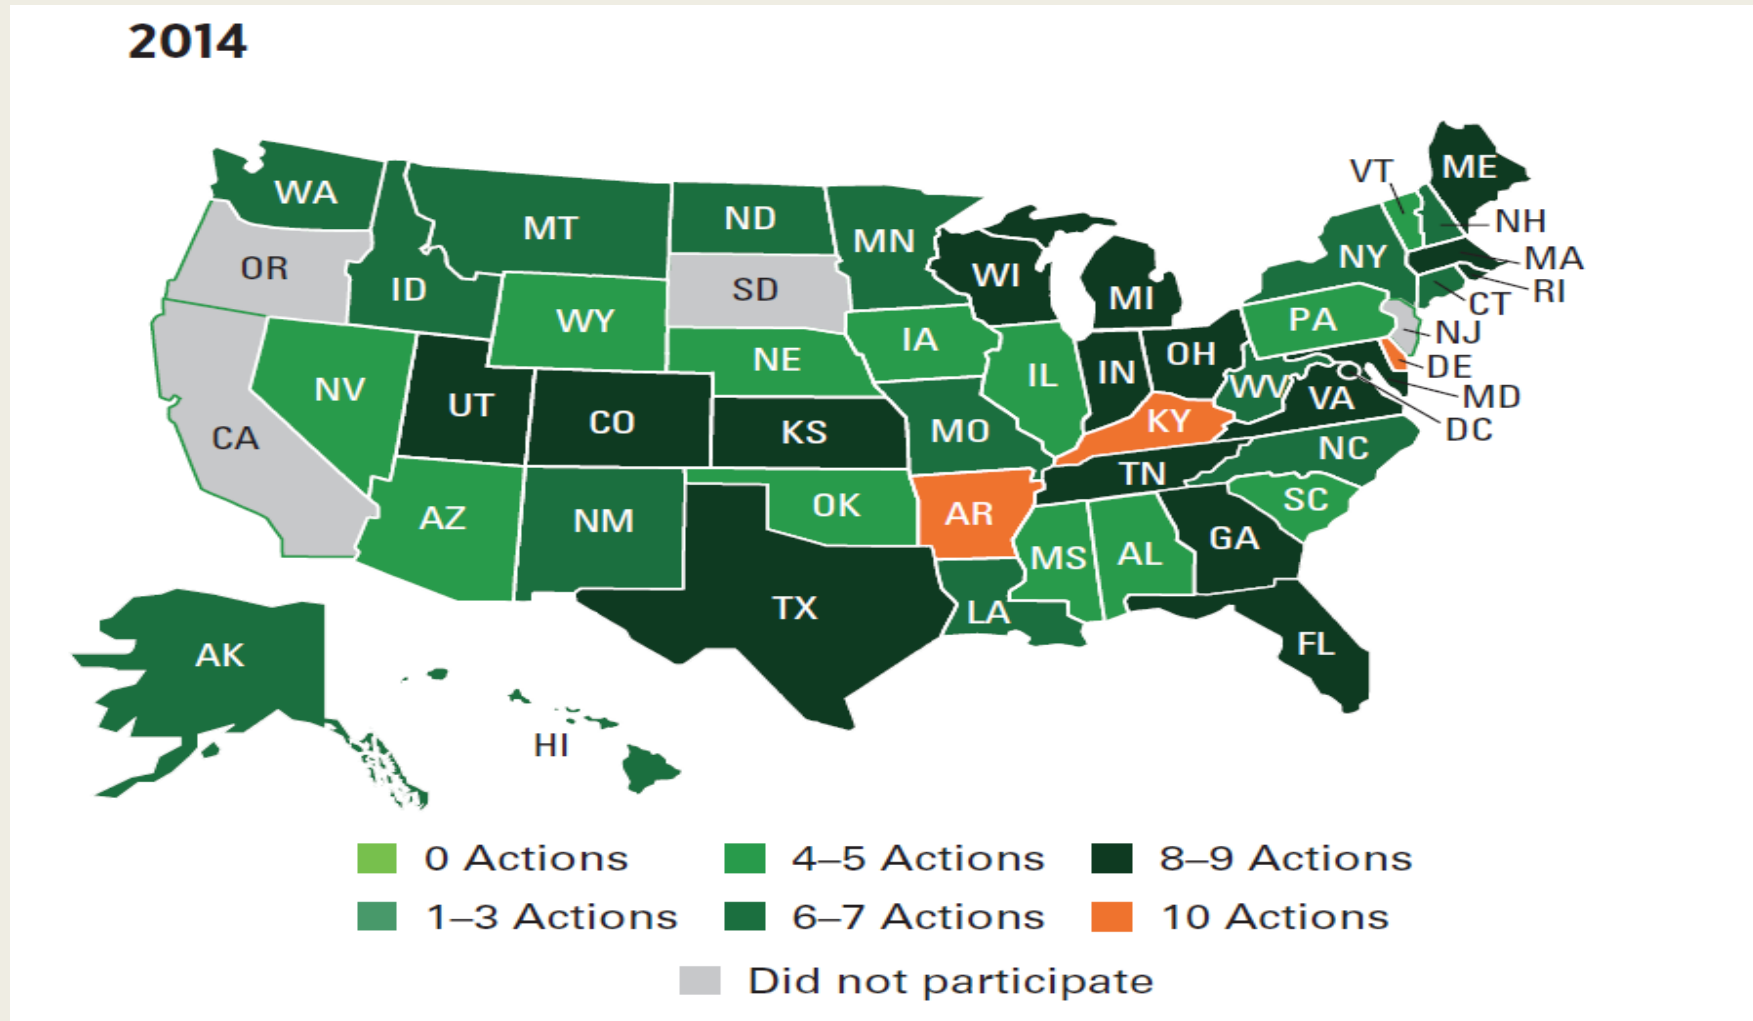 2014
VT
ME
WA
MT
ND
MN
NH
OR
ID
SD
WI
MI
NY
MA
RI
CT
WY
IA
PA
NJ
NE
IL
IN
OH
DE
NV
UT
CO
KS
MO
KY
WV
VA
MD
DC
CA
TN
NC
AZ
NM
OK
AR
SC
MS
AL
GA
TX
LA
FL
AK
HI
0 Actions
4–5 Actions
8–9 Actions
1–3 Actions
6–7 Actions
10 Actions
Did not participate